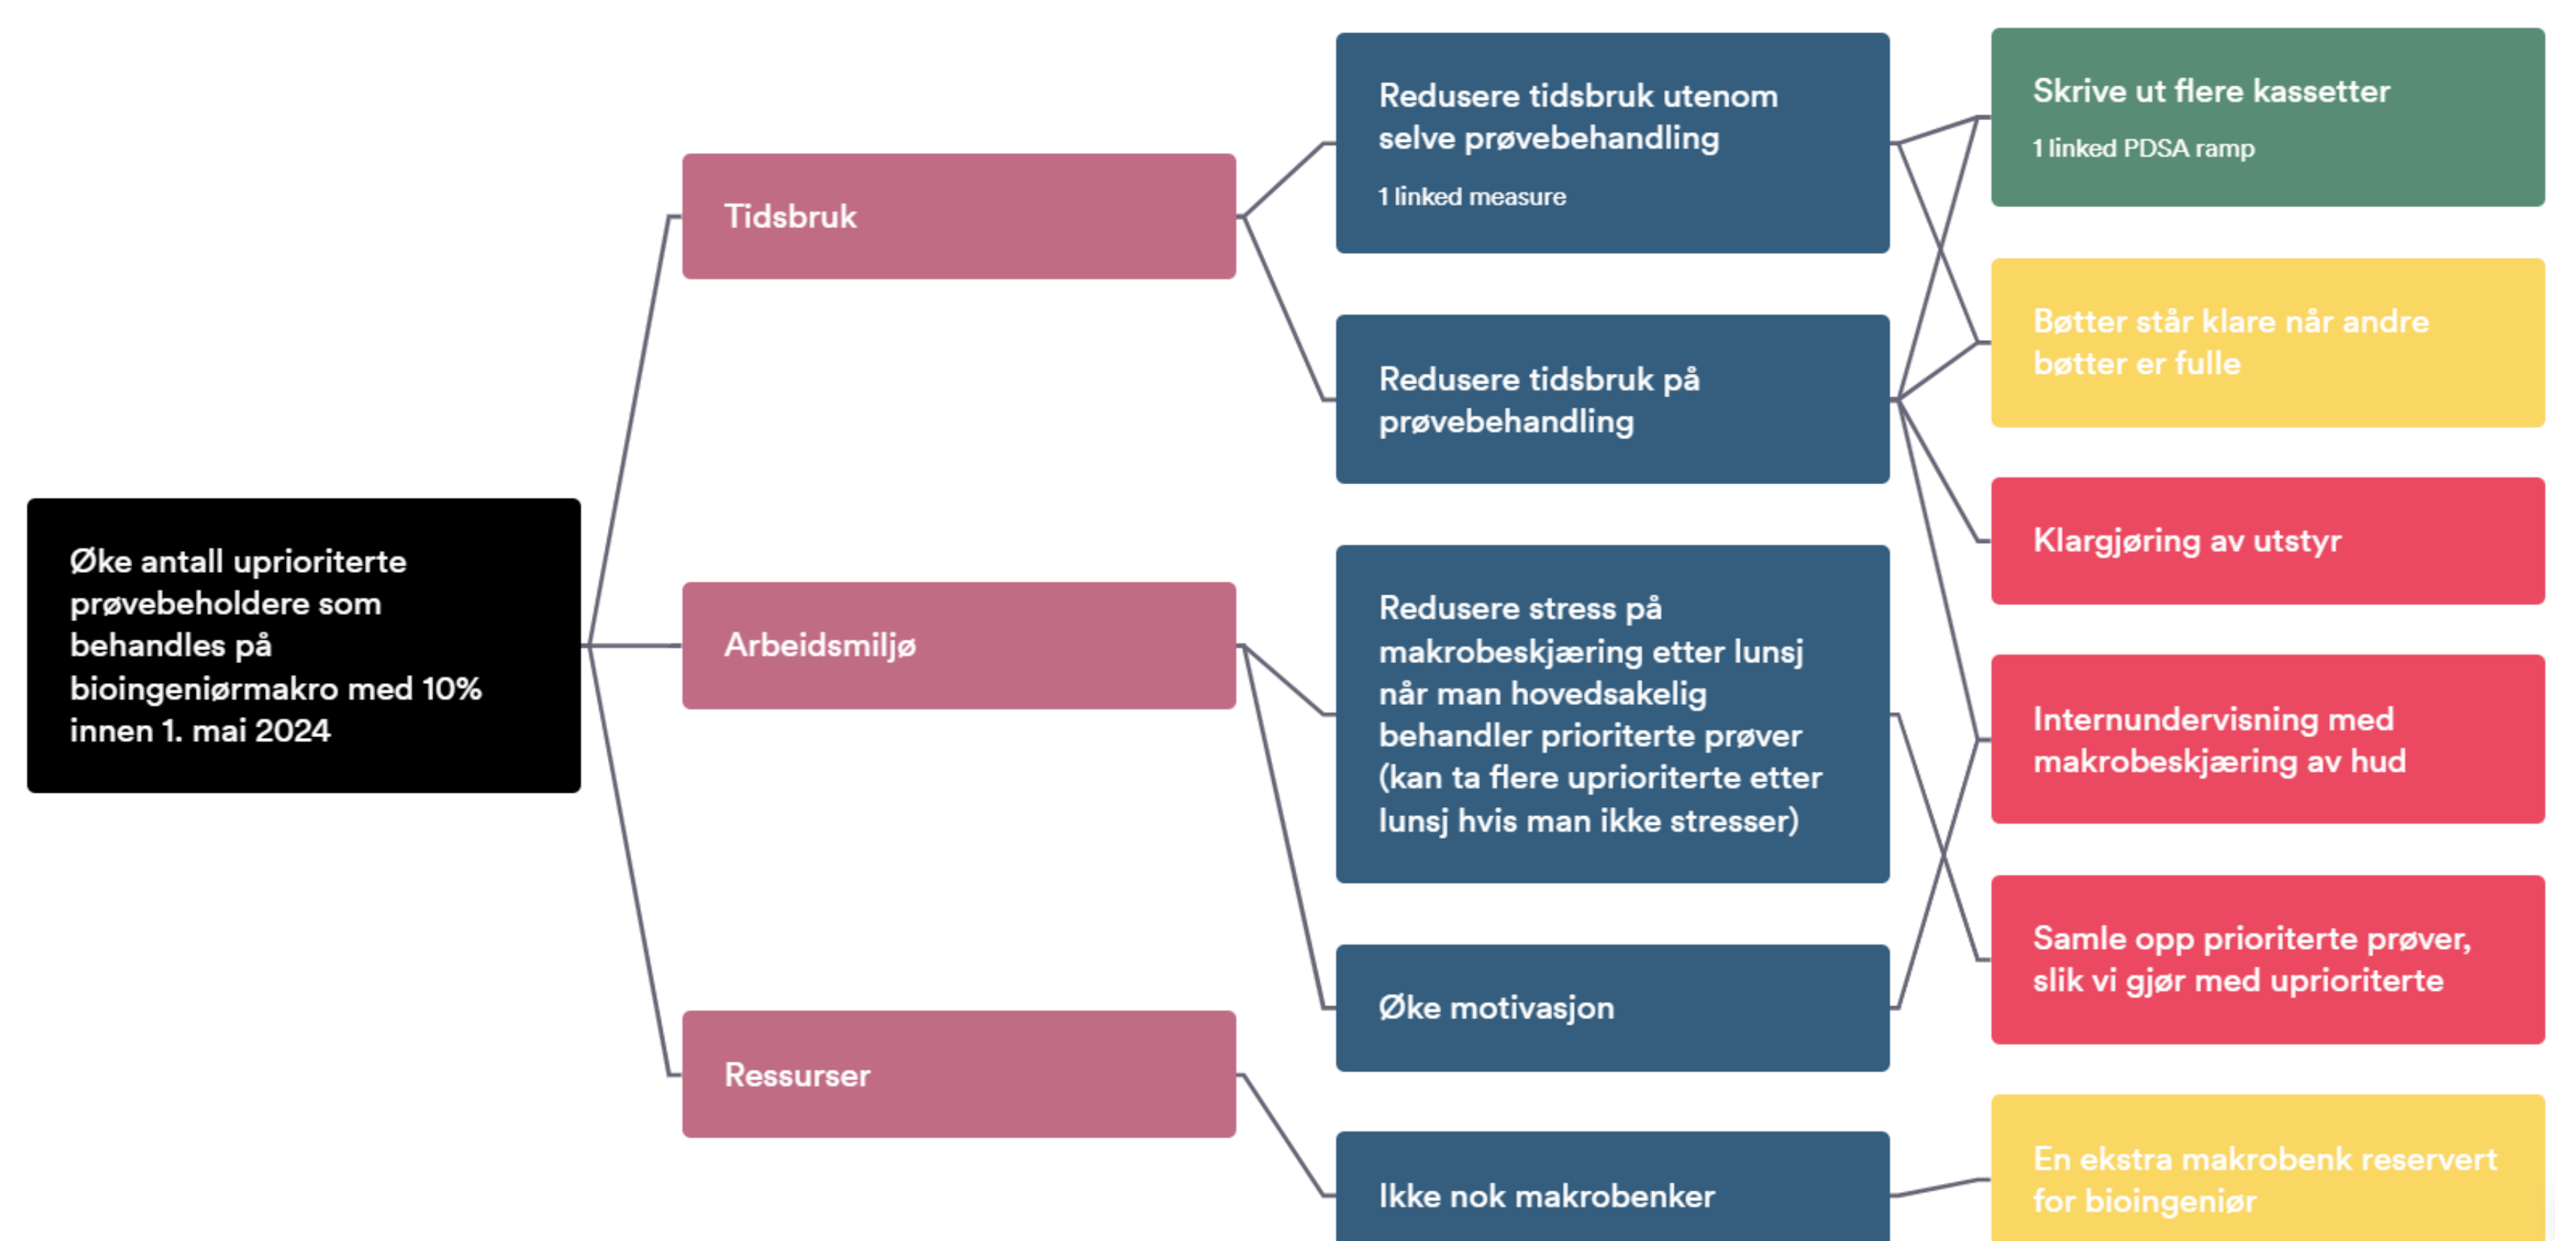 Øke antall uprioriterte
prøvebeholdere som
behandles på
bioingeniørmakro med 10%
innen 1. mai 2024
Tidsbruk
Arbeidsmiljø
Ressurser
Redusere tidsbruk utenom
selve prøvebehandling
1 linked measure
Redusere tidsbruk på
prøvebehandling
Redusere stress på
makrobeskjæring etter lunsj
når man hovedsakelig
behandler prioriterte prøver
(kan ta flere uprioriterte etter
lunsj hvis man ikke stresser)
Øke motivasjon
Ikke nok makrobenker
Skrive ut flere kassetter
1 linked PDSA ramp
Bøtter står klare når andre
bøtter er fulle
Klargjøring av utstyr
Internundervisning med
makrobeskjæring av hud
Samle opp prioriterte prøver,
slik vi gjør med uprioriterte
En ekstra makrobenk reservert
for bioingeniør